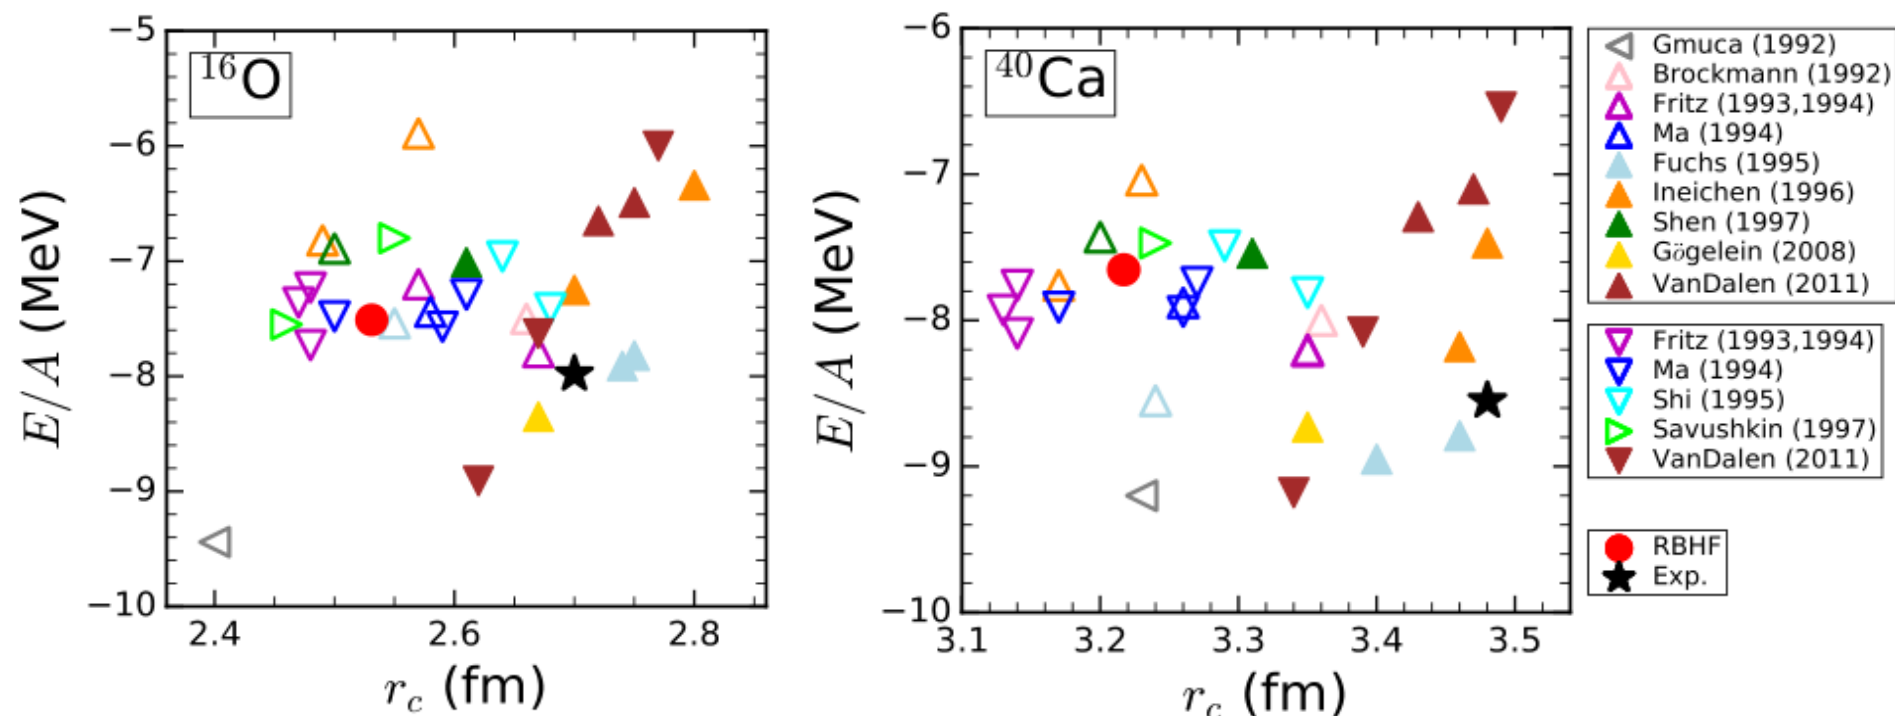 −5
−6
−7
−8
−9
−10
2.4
2.6
2.8
E/A (MeV)
r_c (fm)
¹⁶O
−6
−7
−8
−9
−10
3.1
3.2
3.3
3.4
3.5
E/A (MeV)
r_c (fm)
⁴⁰Ca
Gmuca (1992)
Brockmann (1992)
Fritz (1993,1994)
Ma (1994)
Fuchs (1995)
Ineichen (1996)
Shen (1997)
Gögelein (2008)
VanDalen (2011)
Fritz (1993,1994)
Ma (1994)
Shi (1995)
Savushkin (1997)
VanDalen (2011)
RBHF
Exp.